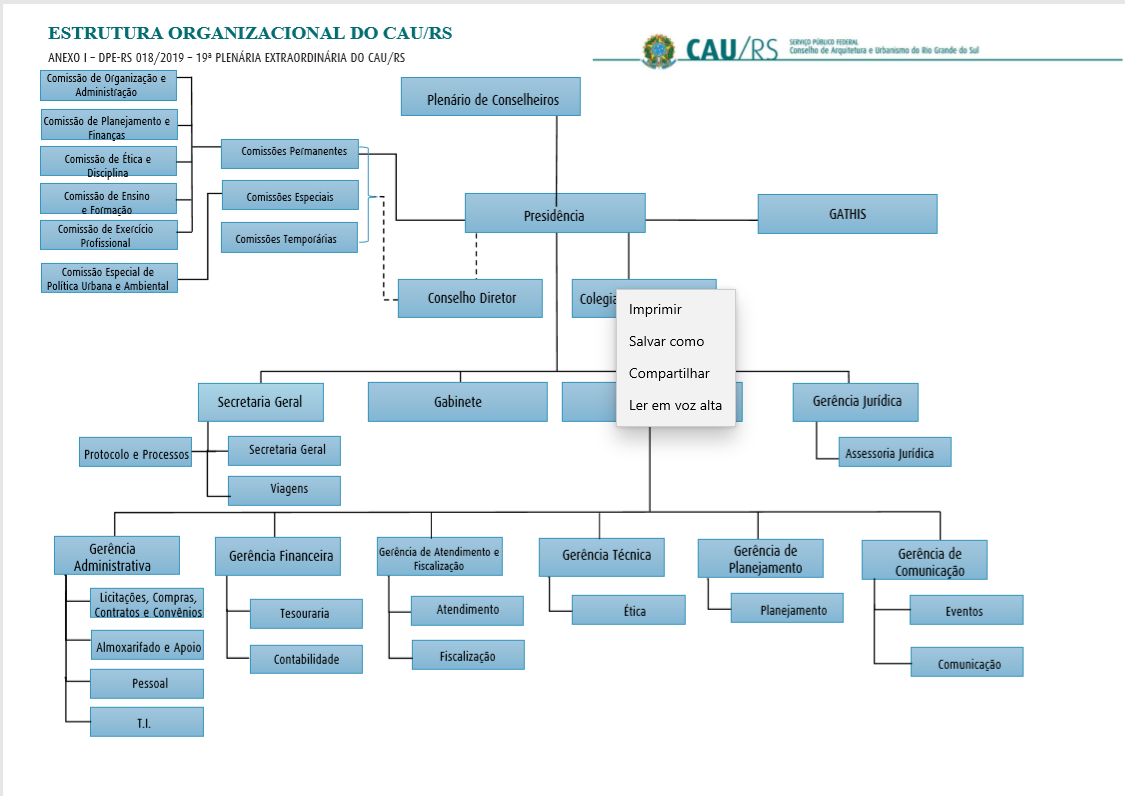 ESTRUTURA ORGANIZACIONAL DO CAU/RS
ANEXO I – DPE-RS 018/2019 – 19ª PLENÁRIA EXTRAORDINÁRIA DO CAU/RS
CAU/RS
SERVIÇO PÚBLICO FEDERAL
Conselho de Arquitetura e Urbanismo do Rio Grande do Sul
Comissão de Organização e
Administração
Comissão de Planejamento e
Finanças
Comissão de Ética e
Disciplina
Comissão de Ensino
e Formação
Comissão de Exercício
Profissional
Comissão Especial de
Política Urbana e Ambiental
Comissões Permanentes
Comissões Especiais
Comissões Temporárias
Plenário de Conselheiros
Presidência
GATHIS
Conselho Diretor
Imprimir
Salvar como
Compartilhar
Ler em voz alta
Secretaria Geral
Gabinete
Gerência Jurídica
Protocolo e Processos
Secretaria Geral
Viagens
Assessoria Jurídica
Gerência
Administrativa
Licitações, Compras,
Contratos e Convênios
Almoxarifado e Apoio
Pessoal
T.I.
Gerência Financeira
Tesouraria
Contabilidade
Gerência de Atendimento e
Fiscalização
Atendimento
Fiscalização
Gerência Técnica
Ética
Gerência de
Planejamento
Planejamento
Gerência de
Comunicação
Eventos
Comunicação